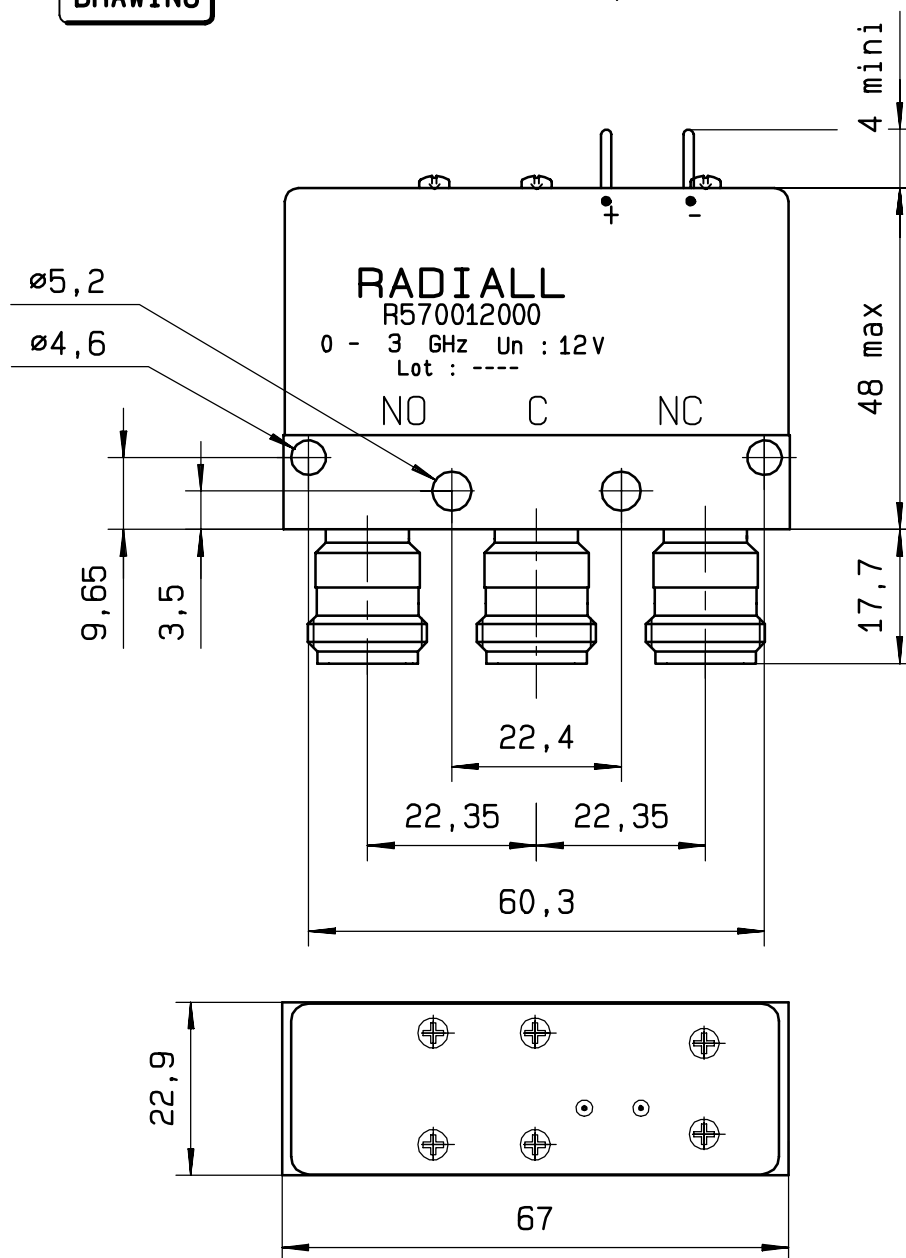 DRAWING
4 mini
+ -
ø5,2
RADIALL
R570012000
ø4,6
0 - 3 GHz Un : 12V
Lot : ----
48 max
NO C NC
9,65
3,5
17,7
22,4
22,35 22,35
60,3
22,9
67